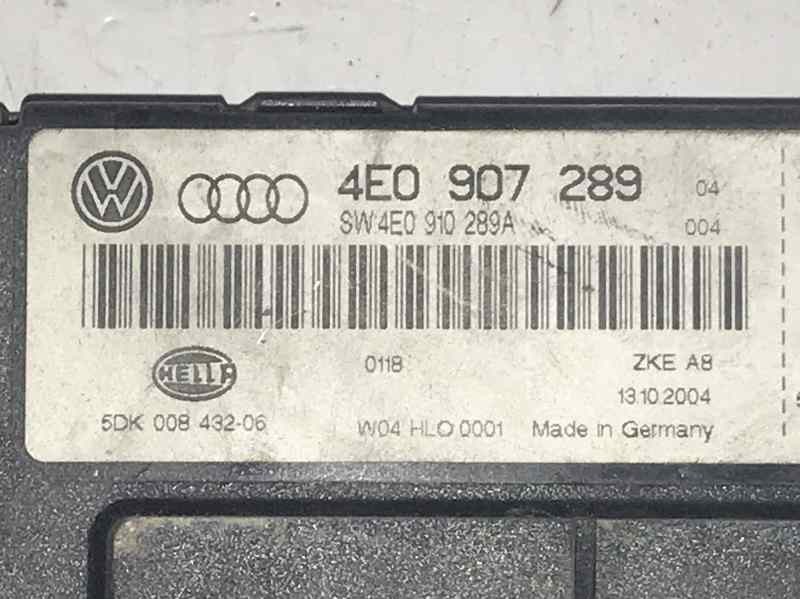 VW 4E0 907 289 04
SW:4E0 910 289A 004
HELLA 0118 ZKE A8
13.10.2004
5DK 008 432-06 W04 HLO 0001 Made in Germany